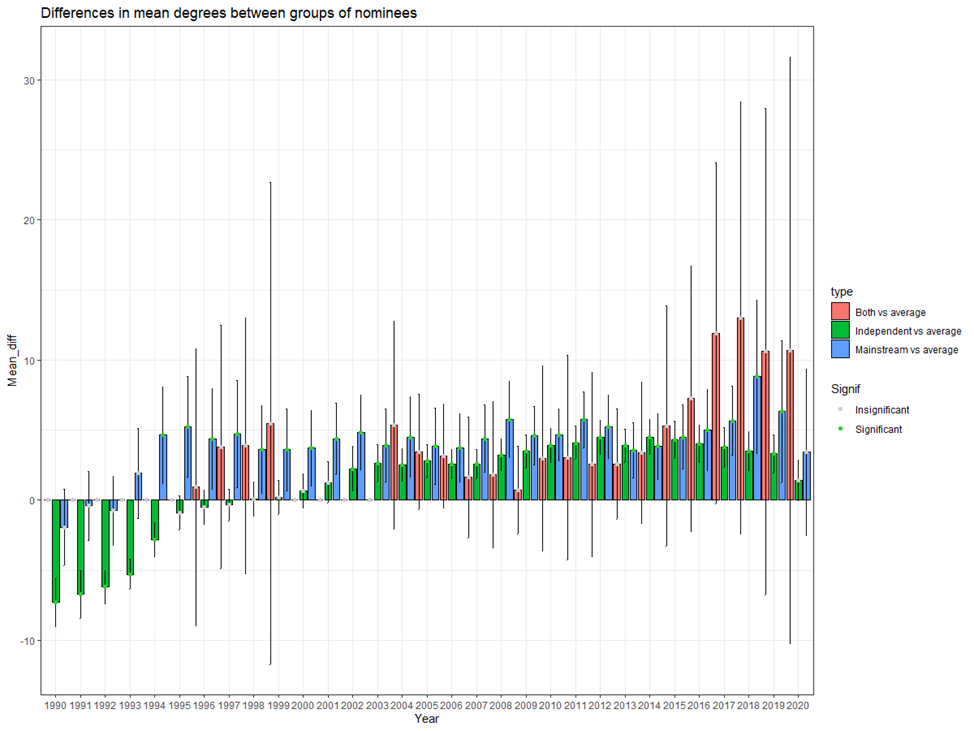 Differences in mean degrees between groups of nominees
30
20
10
0
-10
Mean_diff
1990 1991 1992 1993 1994 1995 1996 1997 1998 1999 2000 2001 2002 2003 2004 2005 2006 2007 2008 2009 2010 2011 2012 2013 2014 2015 2016 2017 2018 2019 2020
Year
type
Both vs average
Independent vs average
Mainstream vs average
Signif
Insignificant
Significant